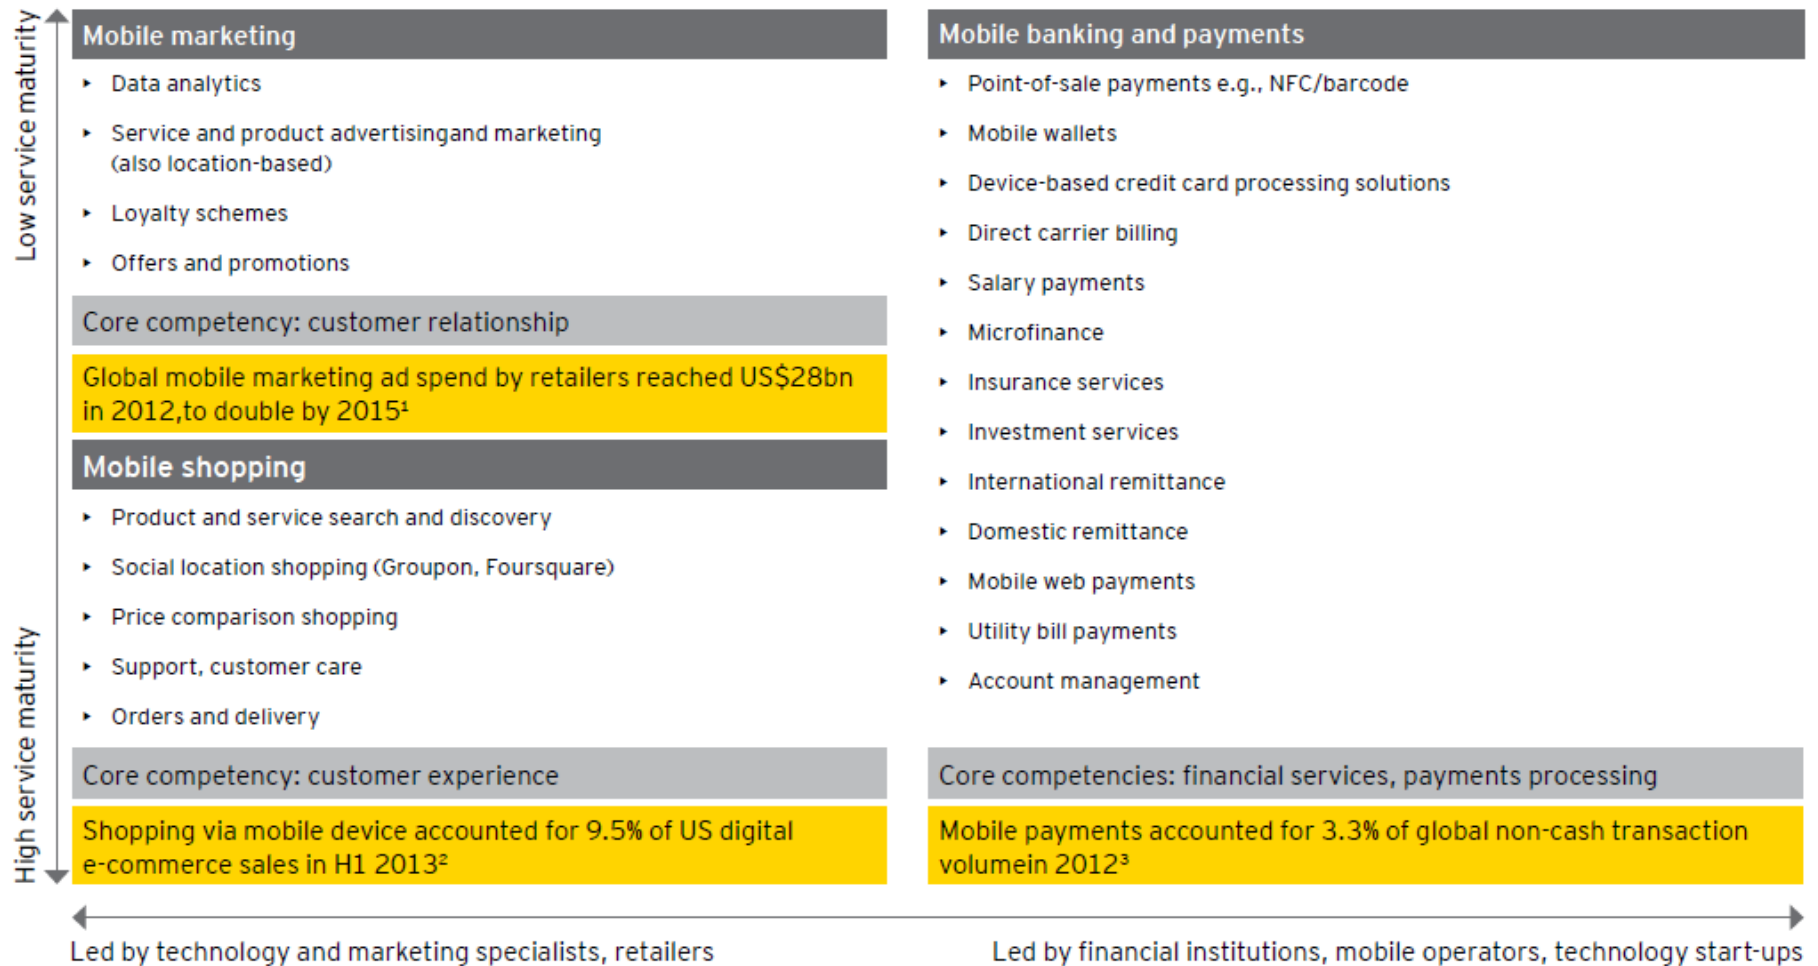 Low service maturity
High service maturity
Mobile marketing
‣ Data analytics
‣ Service and product advertisingand marketing
(also location-based)
‣ Loyalty schemes
‣ Offers and promotions
Core competency: customer relationship
Global mobile marketing ad spend by retailers reached US$28bn
in 2012,to double by 2015¹
Mobile shopping
‣ Product and service search and discovery
‣ Social location shopping (Groupon, Foursquare)
‣ Price comparison shopping
‣ Support, customer care
‣ Orders and delivery
Core competency: customer experience
Shopping via mobile device accounted for 9.5% of US digital
e-commerce sales in H1 2013²
Mobile banking and payments
‣ Point-of-sale payments e.g., NFC/barcode
‣ Mobile wallets
‣ Device-based credit card processing solutions
‣ Direct carrier billing
‣ Salary payments
‣ Microfinance
‣ Insurance services
‣ Investment services
‣ International remittance
‣ Domestic remittance
‣ Mobile web payments
‣ Utility bill payments
‣ Account management
Core competencies: financial services, payments processing
Mobile payments accounted for 3.3% of global non-cash transaction
volumein 2012³
Led by technology and marketing specialists, retailers
Led by financial institutions, mobile operators, technology start-ups